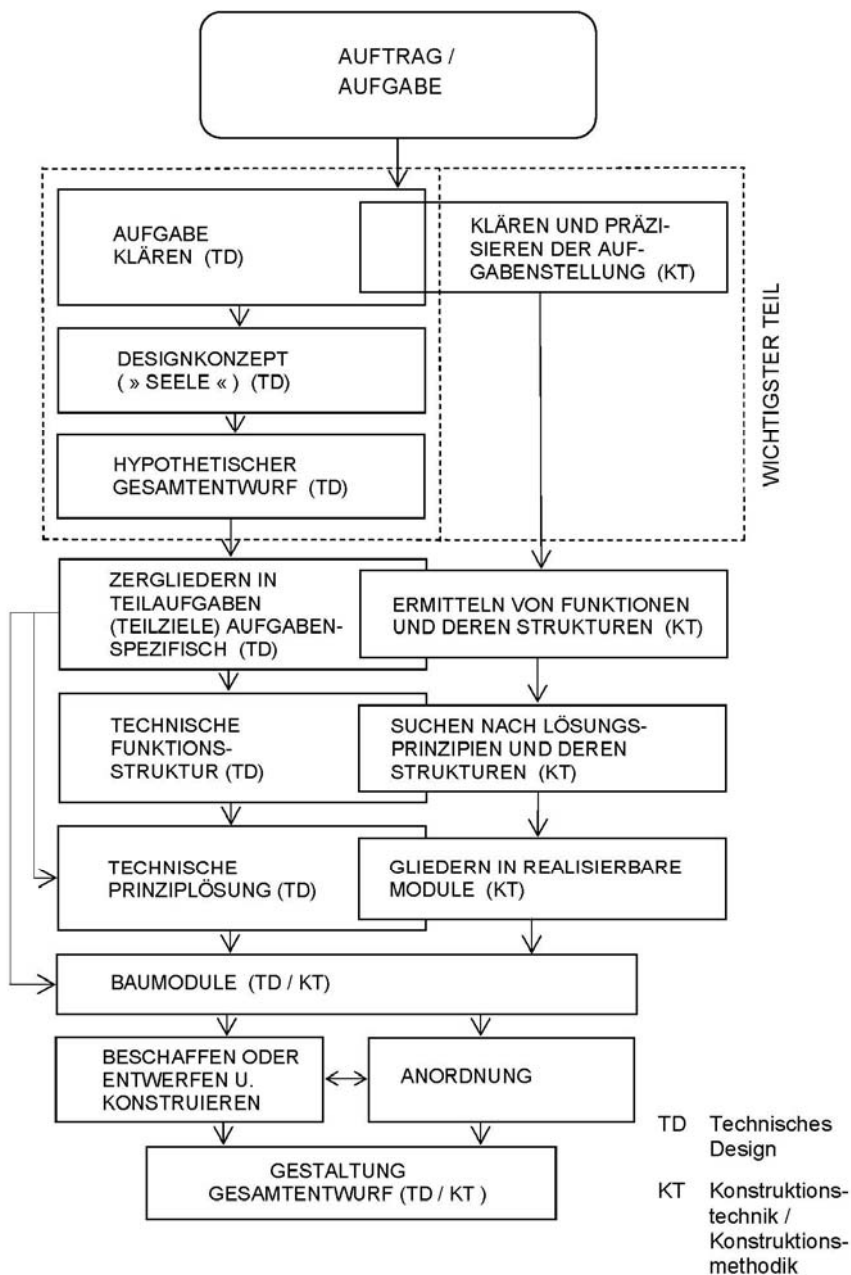 AUFTRAG /
AUFGABE
AUFGABE
KLÄREN (TD)
KLÄREN UND PRÄZI-
SIEREN DER AUF-
GABENSTELLUNG (KT)
WICHTIGSTER TEIL
DESIGNKONZEPT
( » SEELE « ) (TD)
HYPOTHETISCHER
GESAMTENTWURF (TD)
ZERGLIEDERN IN
TEILAUFGABEN
(TEILZIELE) AUFGABEN-
SPEZIFISCH (TD)
ERMITTELN VON FUNKTIONEN
UND DEREN STRUKTUREN (KT)
TECHNISCHE
FUNKTIONS-
STRUKTUR (TD)
SUCHEN NACH LÖSUNGS-
PRINZIPIEN UND DEREN
STRUKTUREN (KT)
TECHNISCHE
PRINZIPLÖSUNG (TD)
GLIEDERN IN REALISIERBARE
MODULE (KT)
BAUMODULE (TD / KT)
BESCHAFFEN ODER
ENTWERFEN U.
KONSTRUIEREN
ANORDNUNG
GESTALTUNG
GESAMTENTWURF (TD / KT )
TD Technisches
Design
KT Konstruktions-
technik /
Konstruktions-
methodik